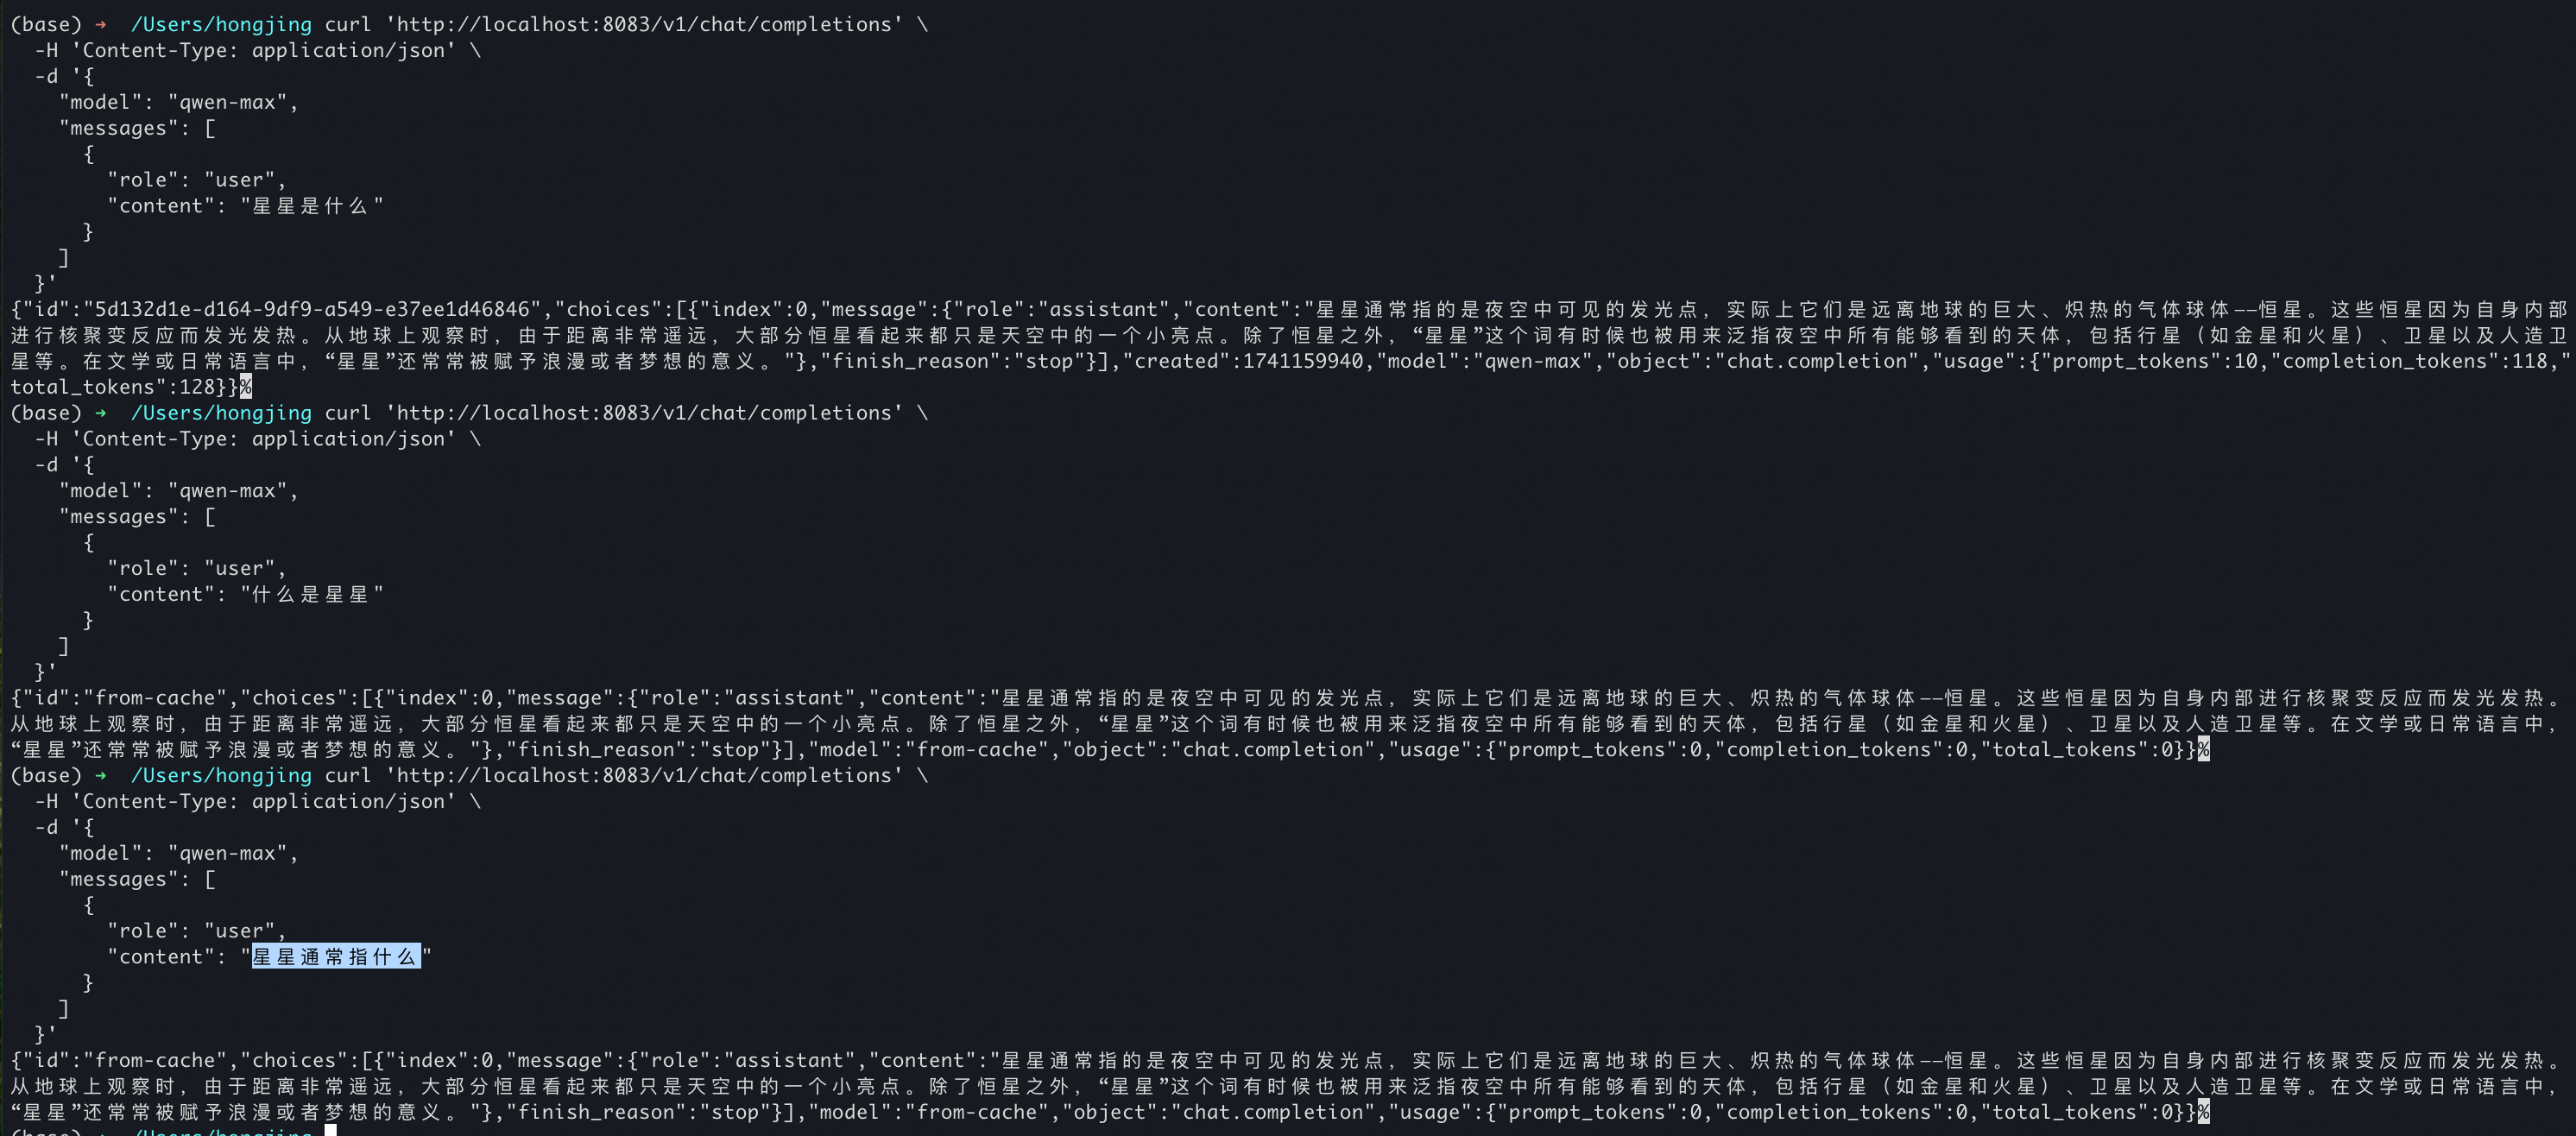 (base) ➜  /Users/hongjing curl 'http://localhost:8083/v1/chat/completions' \
  -H 'Content-Type: application/json' \
  -d '{
    "model": "qwen-max",
    "messages": [
      {
        "role": "user",
        "content": "星星是什么"
      }
    ]
  }'
{"id":"5d132d1e-d164-9df9-a549-e37ee1d46846","choices":[{"index":0,"message":{"role":"assistant","content":"星星通常指的是夜空中可见的发光点，实际上它们是远离地球的巨大、炽热的气体球体——恒星。这些恒星因为自身内部
进行核聚变反应而发光发热。从地球上观察时，由于距离非常遥远，大部分恒星看起来都只是天空中的一个小亮点。除了恒星之外，“星星”这个词有时候也被用来泛指夜空中所有能够看到的天体，包括行星（如金星和火星）、卫星以及人造卫
星等。在文学或日常语言中，“星星”还常常被赋予浪漫或者梦想的意义。"},"finish_reason":"stop"}],"created":1741159940,"model":"qwen-max","object":"chat.completion","usage":{"prompt_tokens":10,"completion_tokens":118,"
total_tokens":128}}%
(base) ➜  /Users/hongjing curl 'http://localhost:8083/v1/chat/completions' \
  -H 'Content-Type: application/json' \
  -d '{
    "model": "qwen-max",
    "messages": [
      {
        "role": "user",
        "content": "什么是星星"
      }
    ]
  }'
{"id":"from-cache","choices":[{"index":0,"message":{"role":"assistant","content":"星星通常指的是夜空中可见的发光点，实际上它们是远离地球的巨大、炽热的气体球体——恒星。这些恒星因为自身内部进行核聚变反应而发光发热。
从地球上观察时，由于距离非常遥远，大部分恒星看起来都只是天空中的一个小亮点。除了恒星之外，“星星”这个词有时候也被用来泛指夜空中所有能够看到的天体，包括行星（如金星和火星）、卫星以及人造卫星等。在文学或日常语言中，
“星星”还常常被赋予浪漫或者梦想的意义。"},"finish_reason":"stop"}],"model":"from-cache","object":"chat.completion","usage":{"prompt_tokens":0,"completion_tokens":0,"total_tokens":0}}%
(base) ➜  /Users/hongjing curl 'http://localhost:8083/v1/chat/completions' \
  -H 'Content-Type: application/json' \
  -d '{
    "model": "qwen-max",
    "messages": [
      {
        "role": "user",
        "content": "星星通常指什么"
      }
    ]
  }'
{"id":"from-cache","choices":[{"index":0,"message":{"role":"assistant","content":"星星通常指的是夜空中可见的发光点，实际上它们是远离地球的巨大、炽热的气体球体——恒星。这些恒星因为自身内部进行核聚变反应而发光发热。
从地球上观察时，由于距离非常遥远，大部分恒星看起来都只是天空中的一个小亮点。除了恒星之外，“星星”这个词有时候也被用来泛指夜空中所有能够看到的天体，包括行星（如金星和火星）、卫星以及人造卫星等。在文学或日常语言中，
“星星”还常常被赋予浪漫或者梦想的意义。"},"finish_reason":"stop"}],"model":"from-cache","object":"chat.completion","usage":{"prompt_tokens":0,"completion_tokens":0,"total_tokens":0}}%
(base) ➜  /Users/hongjing